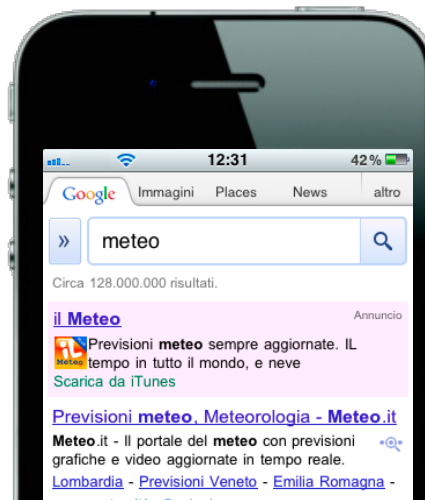 12:31 42%
Google Immagini Places News altro
» meteo
Circa 128.000.000 risultati.
il Meteo Annuncio
Previsioni meteo sempre aggiornate. IL
tempo in tutto il mondo, e neve
Meteo
Scarica da iTunes
Previsioni meteo, Meteorologia - Meteo.it
Meteo.it - Il portale del meteo con previsioni
grafiche e video aggiornate in tempo reale.
Lombardia - Previsioni Veneto - Emilia Romagna -